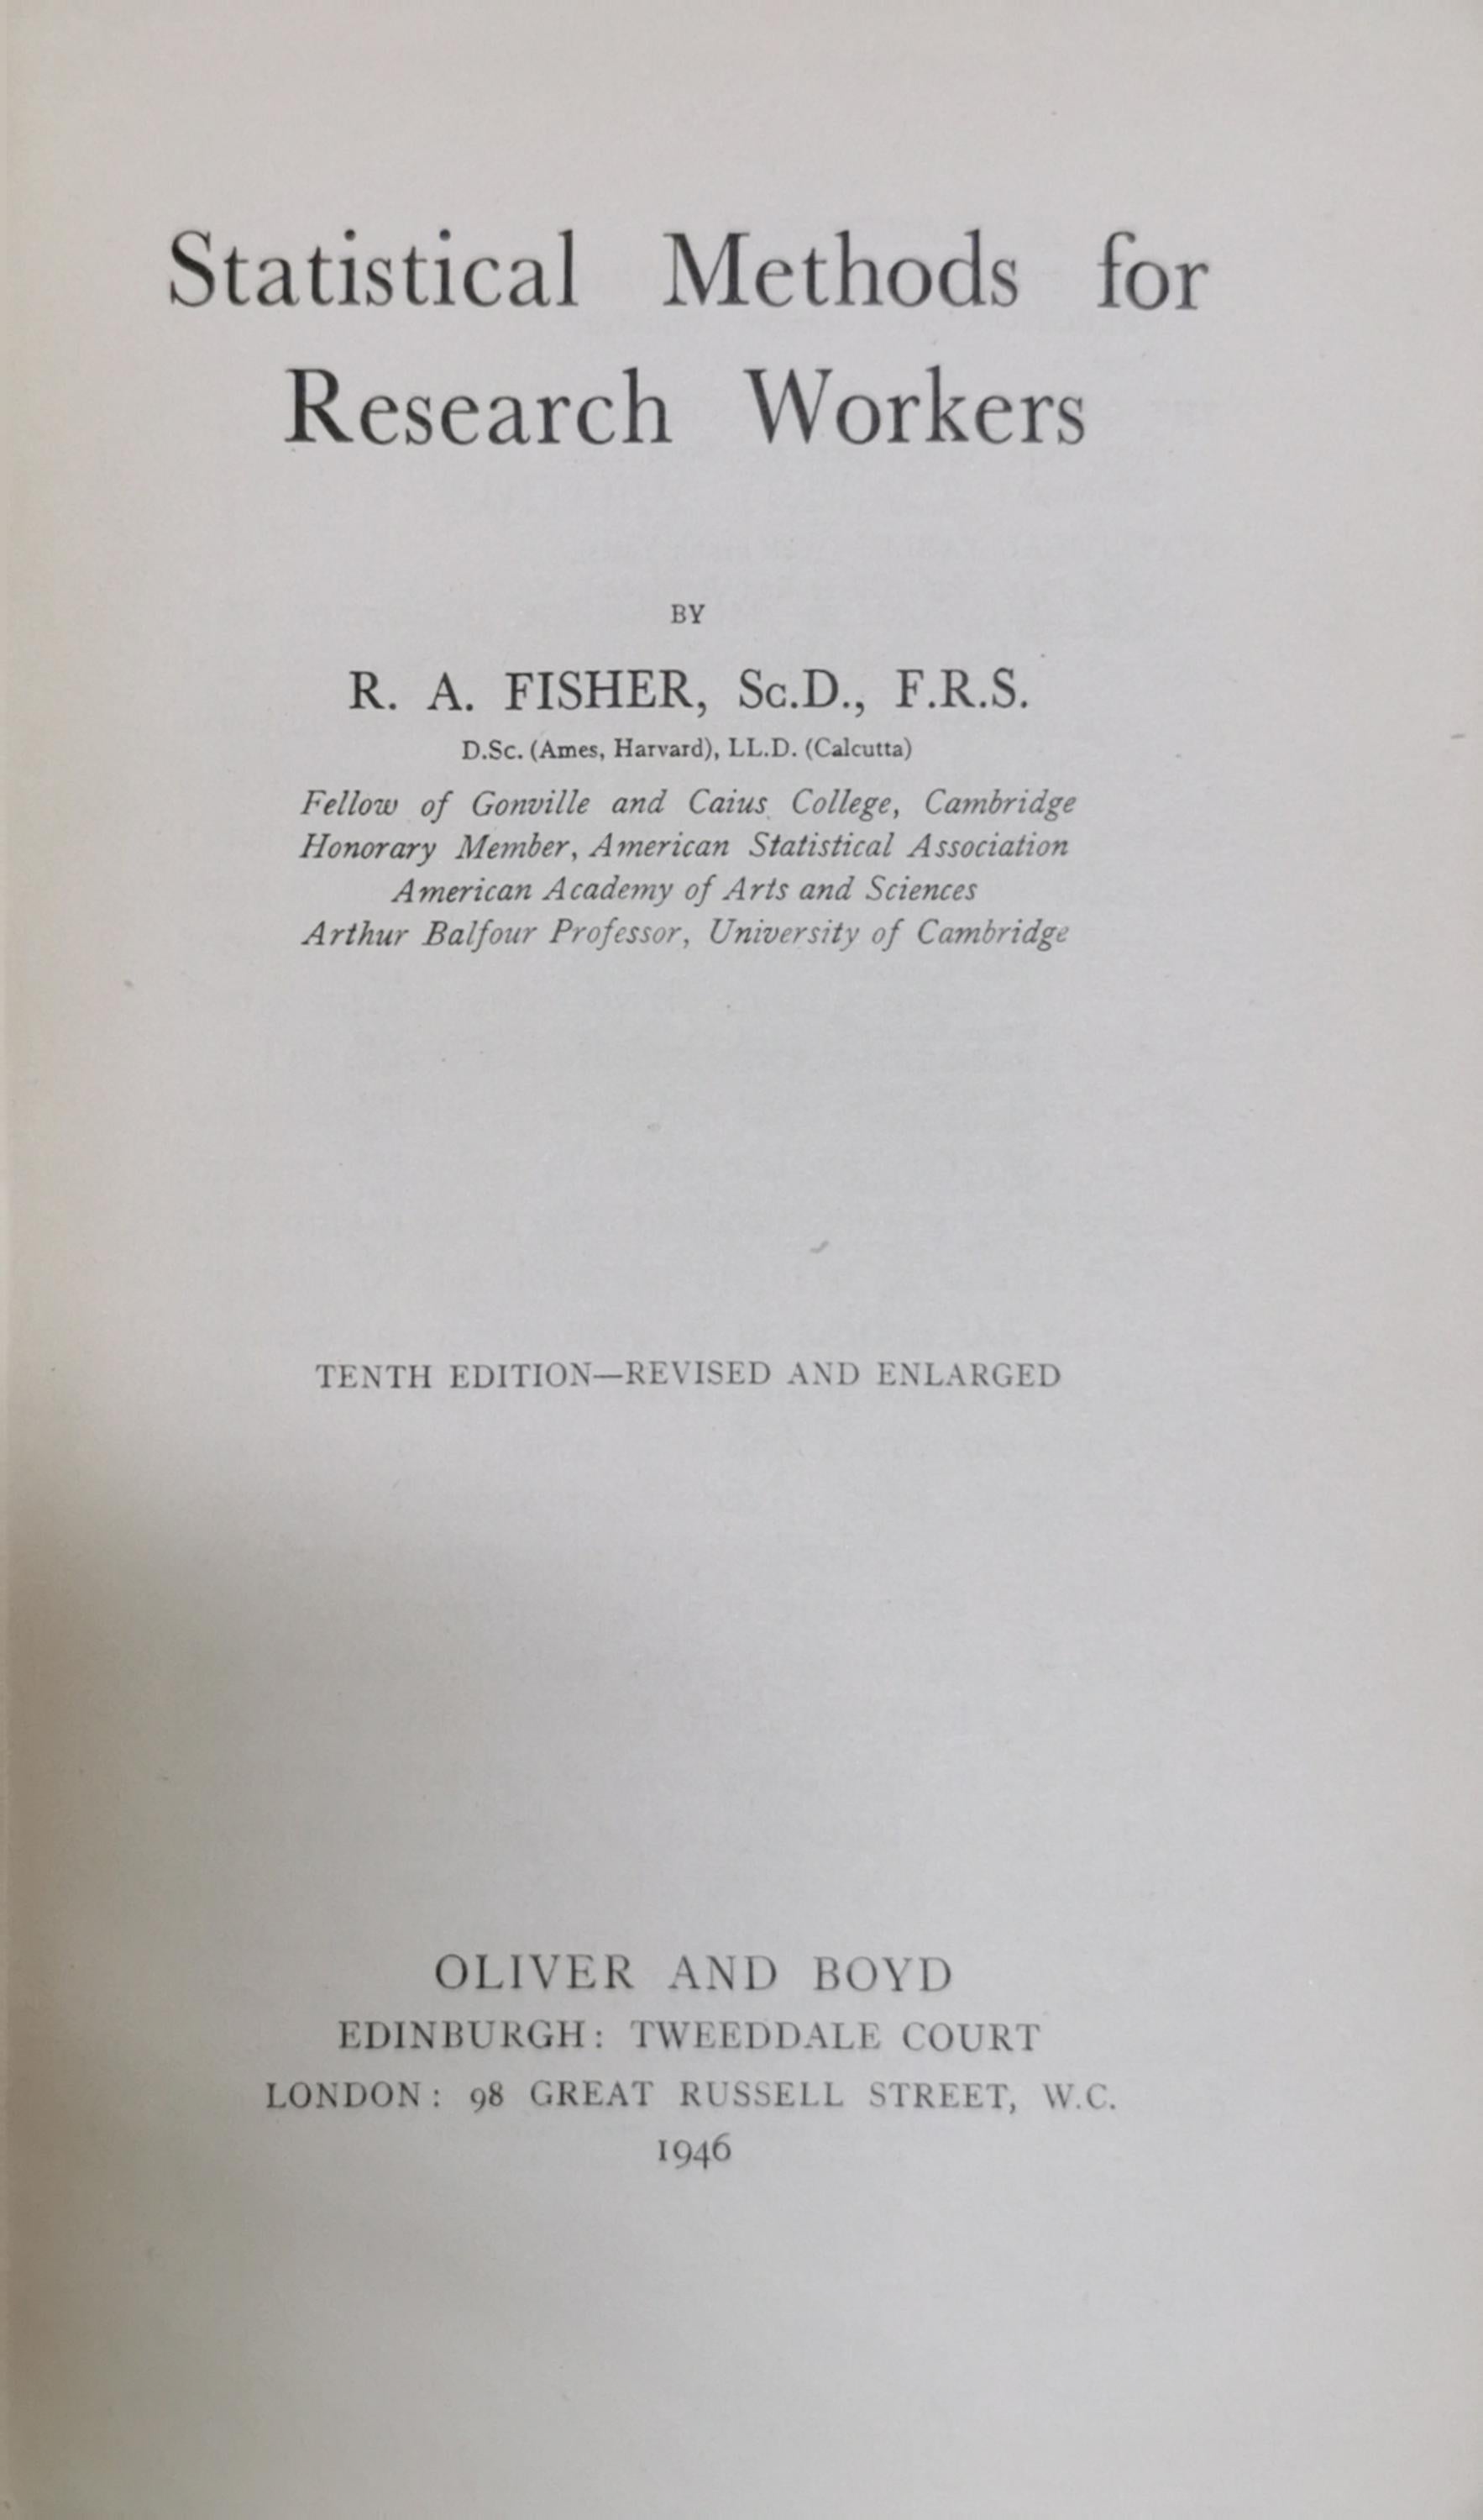 Statistical Methods for
Research Workers
BY
R. A. FISHER, Sc.D., F.R.S.
D.Sc. (Ames, Harvard), LL.D. (Calcutta)
Fellow of Gonville and Caius College, Cambridge
Honorary Member, American Statistical Association
American Academy of Arts and Sciences
Arthur Balfour Professor, University of Cambridge
TENTH EDITION—REVISED AND ENLARGED
OLIVER AND BOYD
EDINBURGH: TWEEDDALE COURT
LONDON: 98 GREAT RUSSELL STREET, W.C.
1946